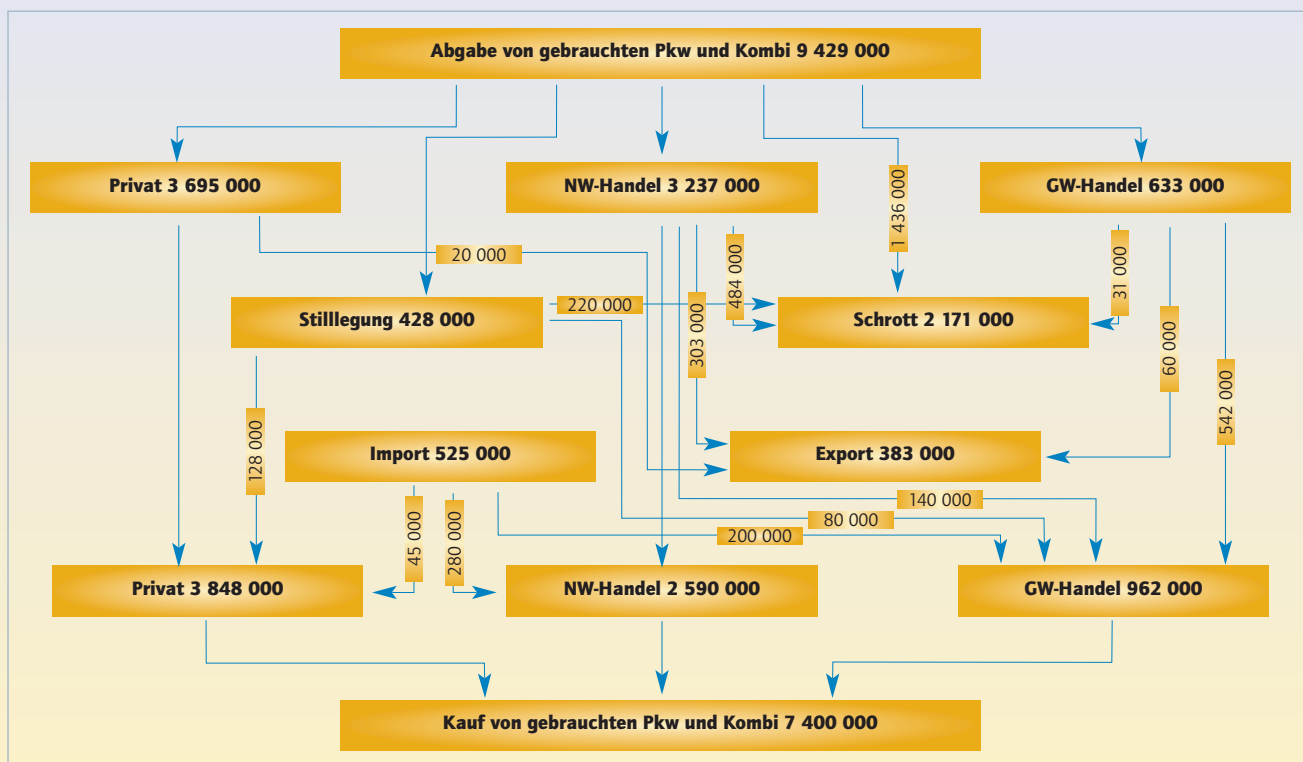 Abgabe von gebrauchten Pkw und Kombi 9 429 000
Privat 3 695 000
NW-Handel 3 237 000
1 436 000
GW-Handel 633 000
20 000
484 000
31 000
Stilllegung 428 000
220 000
303 000
Schrott 2 171 000
60 000
542 000
128 000
Import 525 000
Export 383 000
45 000
280 000
140 000
80 000
200 000
Privat 3 848 000
NW-Handel 2 590 000
GW-Handel 962 000
Kauf von gebrauchten Pkw und Kombi 7 400 000